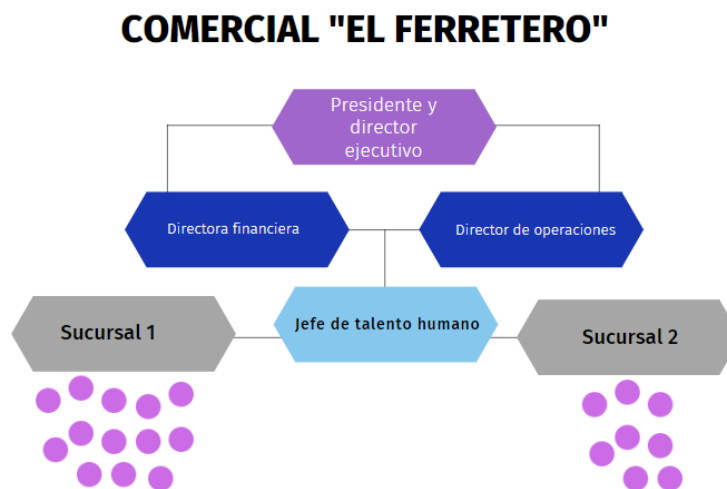 COMERCIAL "EL FERRETERO"
Presidente y
director
ejecutivo
Directora financiera
Director de operaciones
Sucursal 1
Jefe de talento humano
Sucursal 2